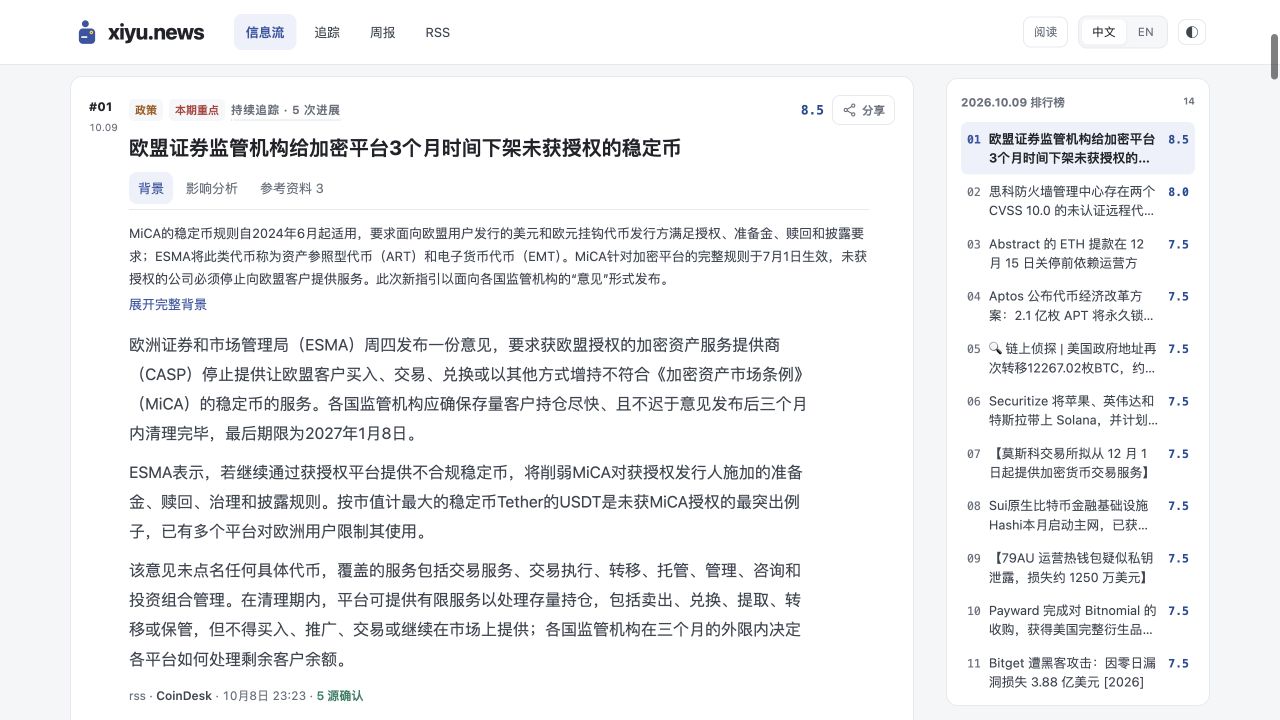 xiyu.news
信息流
追踪
周报
RSS
阅读
中文
EN
#01
10.09
政策
本期重点
持续追踪 · 5 次进展
8.5
分享
欧盟证券监管机构给加密平台3个月时间下架未获授权的稳定币
背景
影响分析
参考资料 3
MiCA的稳定币规则自2024年6月起适用，要求面向欧盟用户发行的美元和欧元挂钩代币发行方满足授权、准备金、赎回和披露要
求；ESMA将此类代币称为资产参照型代币（ART）和电子货币代币（EMT）。MiCA针对加密平台的完整规则于7月1日生效，未获
授权的公司必须停止向欧盟客户提供服务。此次新指引以面向各国监管机构的“意见”形式发布。
展开完整背景
欧洲证券和市场管理局（ESMA）周四发布一份意见，要求获欧盟授权的加密资产服务提供商
（CASP）停止提供让欧盟客户买入、交易、兑换或以其他方式增持不符合《加密资产市场条例》
（MiCA）的稳定币的服务。各国监管机构应确保存量客户持仓尽快、且不迟于意见发布后三个月
内清理完毕，最后期限为2027年1月8日。
ESMA表示，若继续通过获授权平台提供不合规稳定币，将削弱MiCA对获授权发行人施加的准备
金、赎回、治理和披露规则。按市值计最大的稳定币Tether的USDT是未获MiCA授权的最突出例
子，已有多个平台对欧洲用户限制其使用。
该意见未点名任何具体代币，覆盖的服务包括交易服务、交易执行、转移、托管、管理、咨询和
投资组合管理。在清理期内，平台可提供有限服务以处理存量持仓，包括卖出、兑换、提取、转
移或保管，但不得买入、推广、交易或继续在市场上提供；各国监管机构在三个月的外限内决定
各平台如何处理剩余客户余额。
rss · CoinDesk · 10月8日 23:23 · 5 源确认
2026.10.09 排行榜
14
01 欧盟证券监管机构给加密平台 8.5
3个月时间下架未获授权的...
02 思科防火墙管理中心存在两个 8.0
CVSS 10.0 的未认证远程代...
03 Abstract 的 ETH 提款在 12 7.5
月 15 日关停前依赖运营方
04 Aptos 公布代币经济改革方 7.5
案：2.1 亿枚 APT 将永久锁...
05 🔍 链上侦探 | 美国政府地址再 7.5
次转移12267.02枚BTC，约...
06 Securitize 将苹果、英伟达和 7.5
特斯拉带上 Solana，并计划...
07 【莫斯科交易所拟从 12 月 1 7.5
日起提供加密货币交易服务】
08 Sui原生比特币金融基础设施 7.5
Hashi本月启动主网，已获...
09 【79AU 运营热钱包疑似私钥 7.5
泄露，损失约 1250 万美元】
10 Payward 完成对 Bitnomial 的 7.5
收购，获得美国完整衍生品...
11 Bitget 遭黑客攻击：因零日漏 7.5
洞损失 3.88 亿美元 [2026]